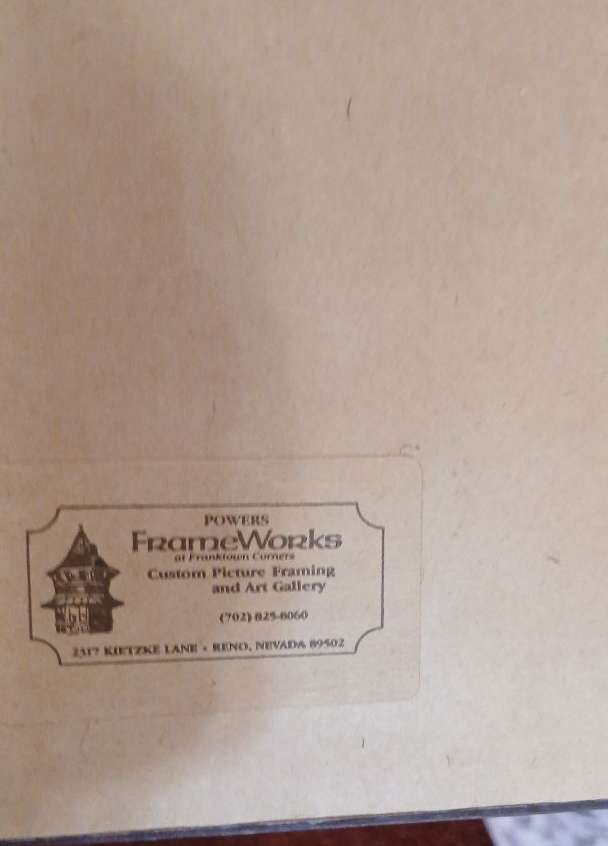 POWERS
FrameWorks
at Franktown Corners
Custom Picture Framing
and Art Gallery
(702) 825-8060
2317 KIETZKE LANE • RENO, NEVADA 89502